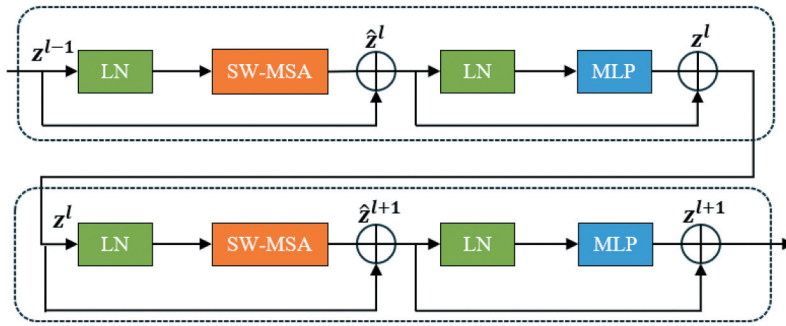 z^{l-1} LN SW-MSA ẑ^l LN MLP z^l
z^l LN SW-MSA ẑ^{l+1} LN MLP z^{l+1}